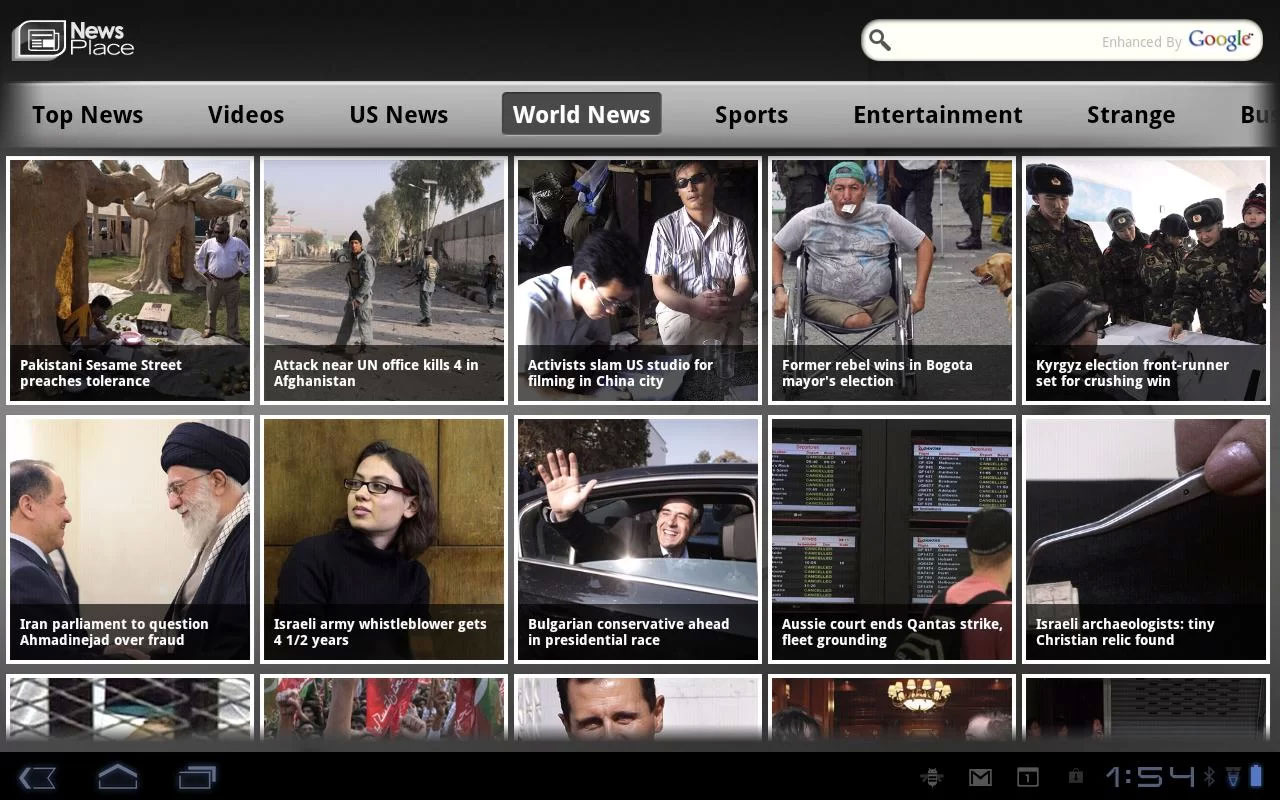 News
Place
Enhanced By Google
Top News
Videos
US News
World News
Sports
Entertainment
Strange
Pakistani Sesame Street
preaches tolerance
Attack near UN office kills 4 in
Afghanistan
Activists slam US studio for
filming in China city
Former rebel wins in Bogota
mayor's election
Kyrgyz election front-runner
set for crushing win
Iran parliament to question
Ahmadinejad over fraud
Israeli army whistleblower gets
4 1/2 years
Bulgarian conservative ahead
in presidential race
Aussie court ends Qantas strike,
fleet grounding
Israeli archaeologists: tiny
Christian relic found
1
1:54